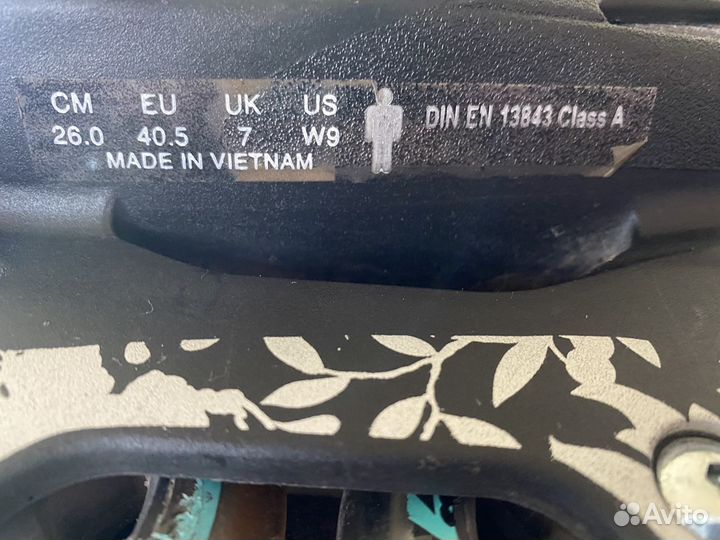 CM EU UK US
26.0 40.5 7 W9
MADE IN VIETNAM
DIN EN 13843 Class A
Avito